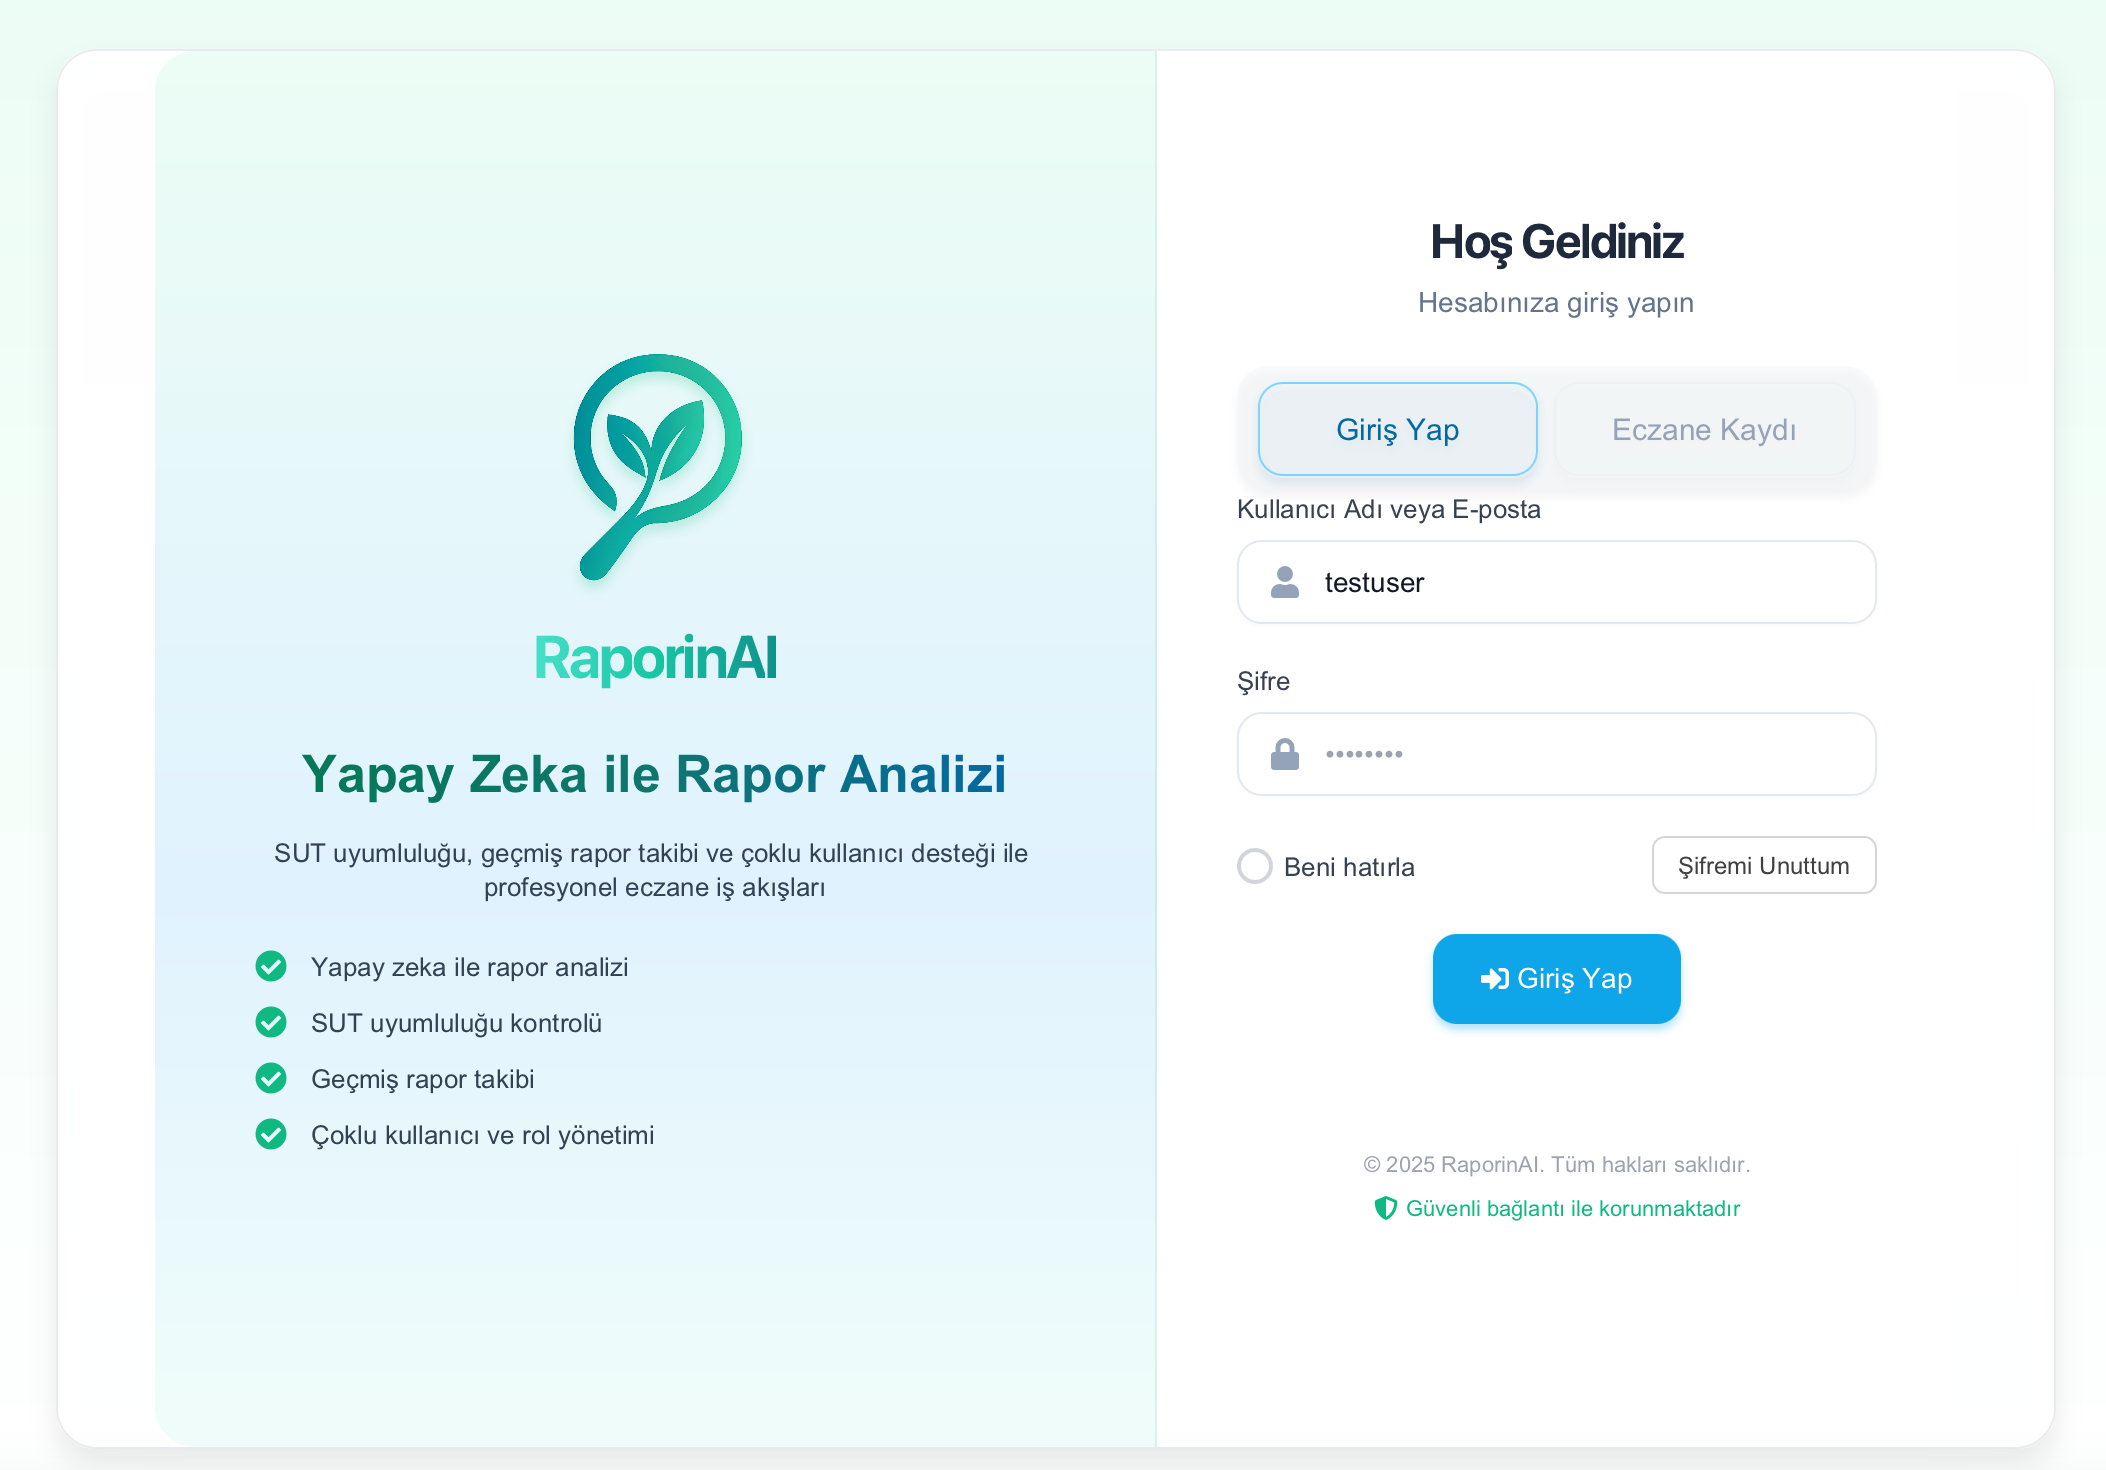 RaporinAI
Yapay Zeka ile Rapor Analizi
SUT uyumluluğu, geçmiş rapor takibi ve çoklu kullanıcı desteği ile
profesyonel eczane iş akışları
Yapay zeka ile rapor analizi
SUT uyumluluğu kontrolü
Geçmiş rapor takibi
Çoklu kullanıcı ve rol yönetimi
Hoş Geldiniz
Hesabınıza giriş yapın
Giriş Yap
Eczane Kaydı
Kullanıcı Adı veya E-posta
testuser
Şifre
••••••••
Beni hatırla
Şifremi Unuttum
Giriş Yap
© 2025 RaporinAI. Tüm hakları saklıdır.
Güvenli bağlantı ile korunmaktadır